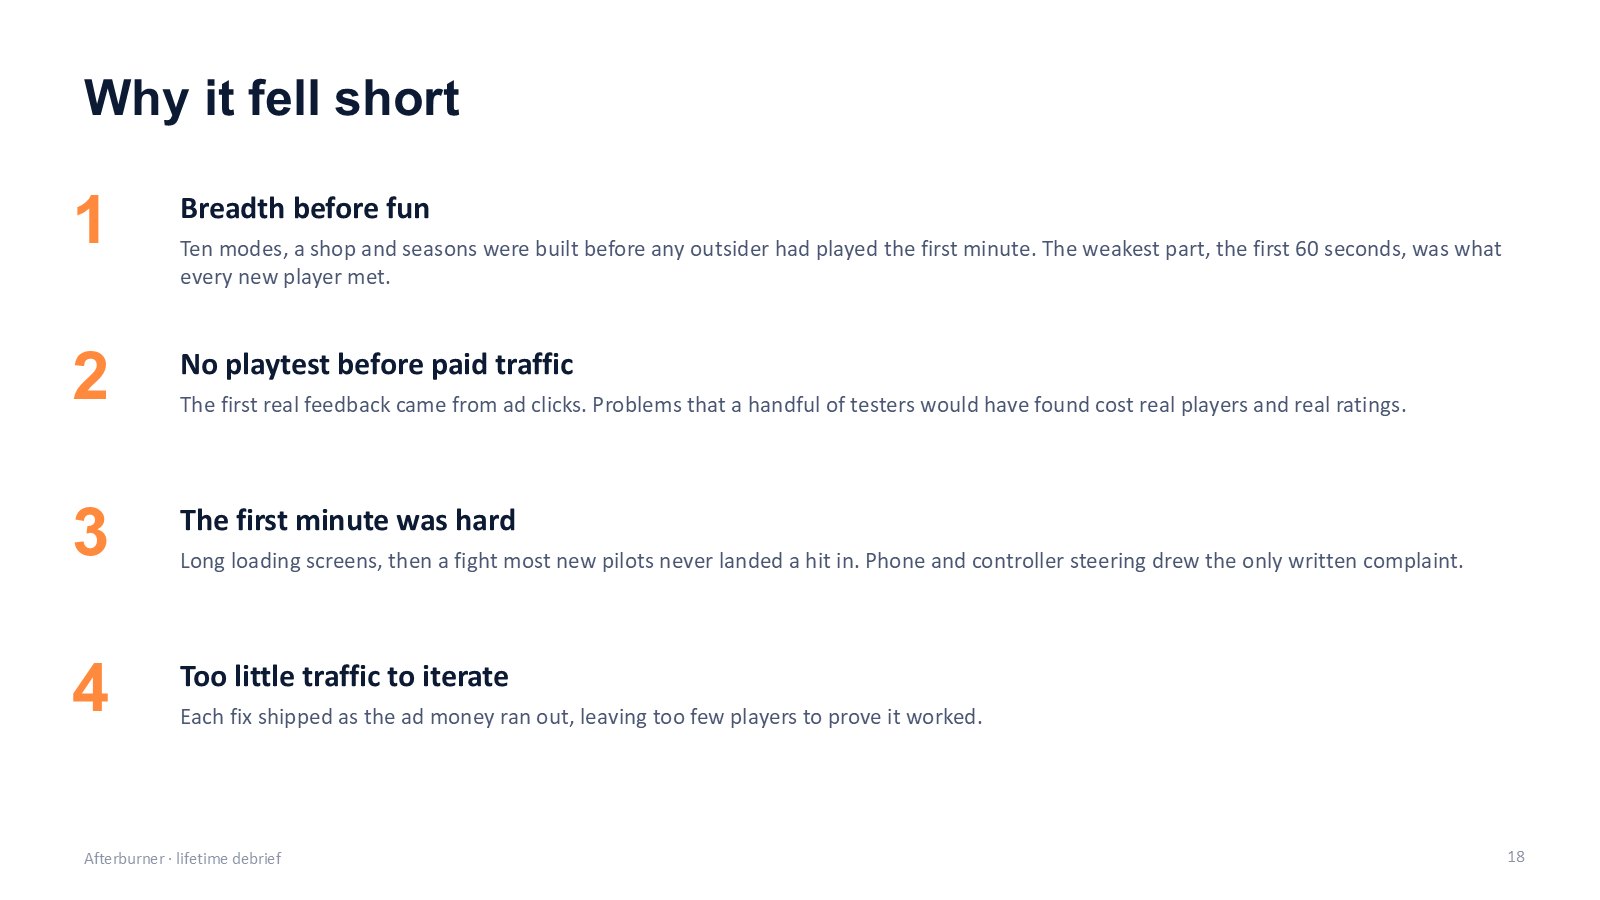 Why it fell short
1
Breadth before fun
Ten modes, a shop and seasons were built before any outsider had played the first minute. The weakest part, the first 60 seconds, was what
every new player met.
2
No playtest before paid traffic
The first real feedback came from ad clicks. Problems that a handful of testers would have found cost real players and real ratings.
3
The first minute was hard
Long loading screens, then a fight most new pilots never landed a hit in. Phone and controller steering drew the only written complaint.
4
Too little traffic to iterate
Each fix shipped as the ad money ran out, leaving too few players to prove it worked.
Afterburner · lifetime debrief
18